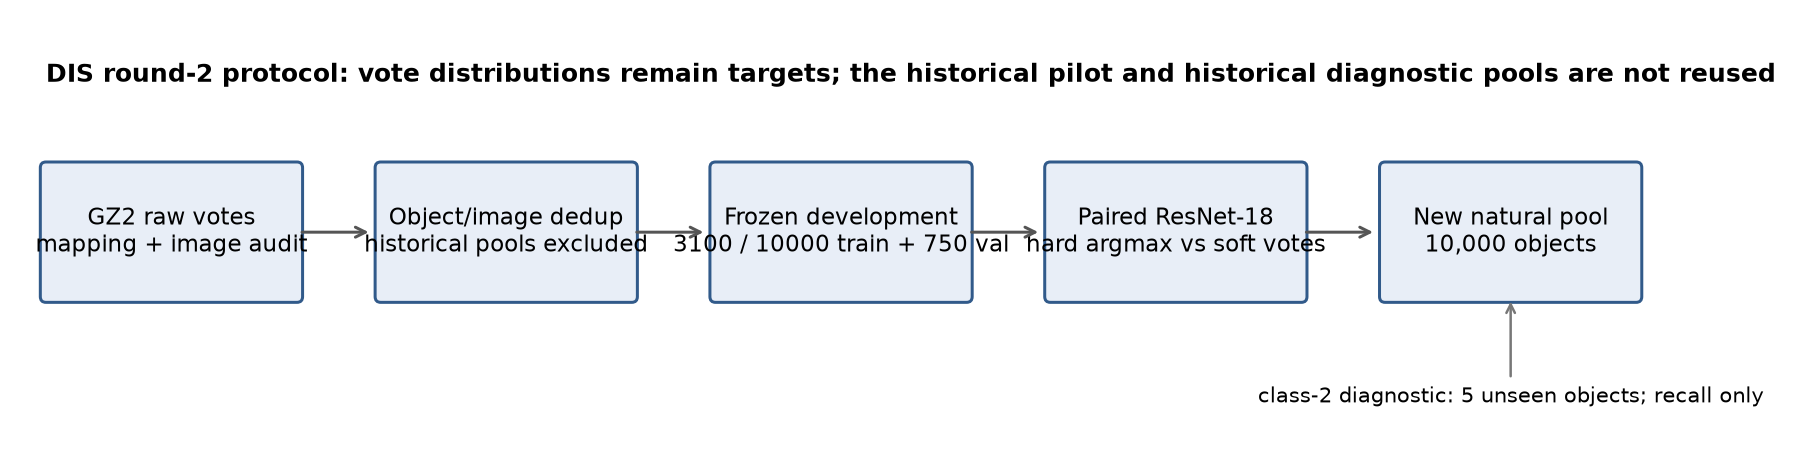 DIS round-2 protocol: vote distributions remain targets; the historical pilot and historical diagnostic pools are not reused
GZ2 raw votes
mapping + image audit
Object/image dedup
historical pools excluded
Frozen development
3100 / 10000 train + 750 val
Paired ResNet-18
hard argmax vs soft votes
New natural pool
10,000 objects
class-2 diagnostic: 5 unseen objects; recall only